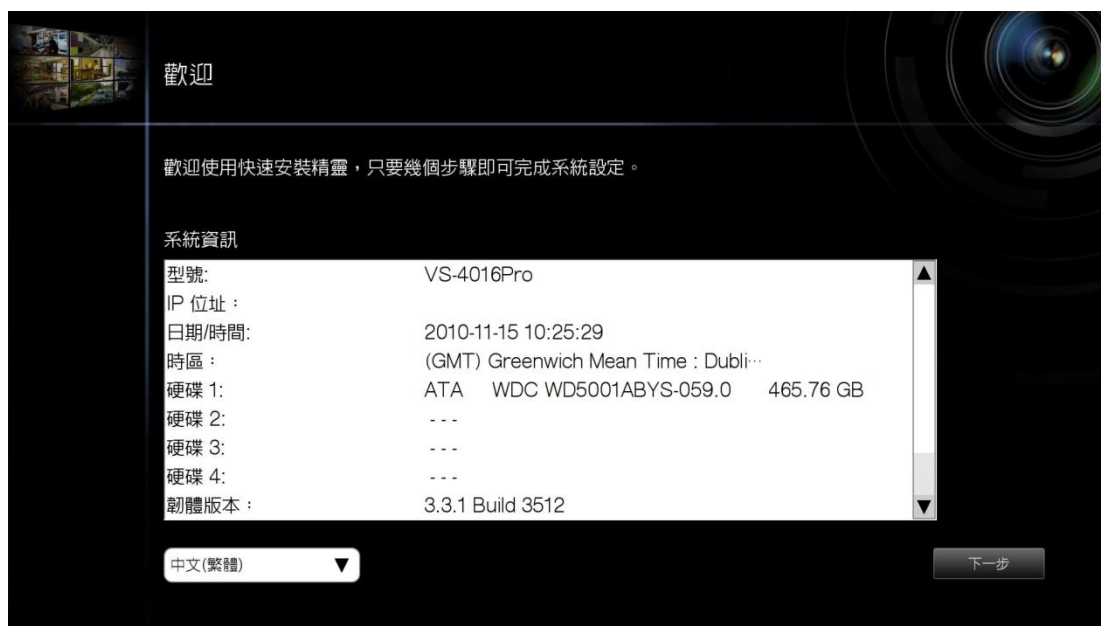 歡迎
歡迎使用快速安裝精靈，只要幾個步驟即可完成系統設定。
系統資訊
型號: VS-4016Pro
IP 位址：
日期/時間: 2010-11-15 10:25:29
時區： (GMT) Greenwich Mean Time : Dubli…
硬碟 1: ATA WDC WD5001ABYS-059.0 465.76 GB
硬碟 2: ---
硬碟 3: ---
硬碟 4: ---
韌體版本： 3.3.1 Build 3512
中文(繁體) 下一步